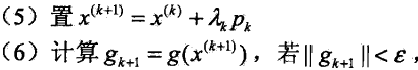 （5）置 x^{(k+1)} = x^{(k)} + λ_k p_k
（6）计算 g_{k+1} = g(x^{(k+1)})，若‖g_{k+1}‖<ε，